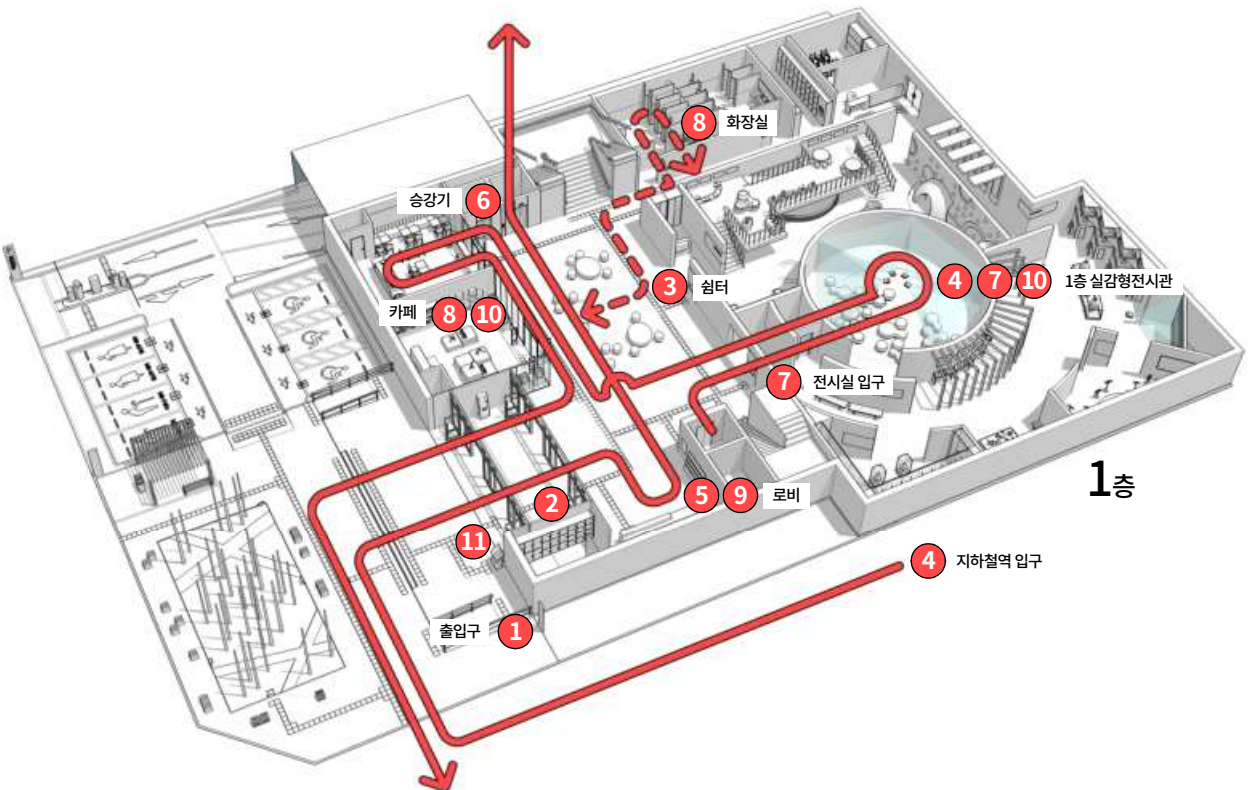 8 화장실
승강기 6
3 쉼터
4 7 10 1층 실감형전시관
카페 8 10
7 전시실 입구
1층
2
5 9 로비
11
4 지하철역 입구
출입구 1